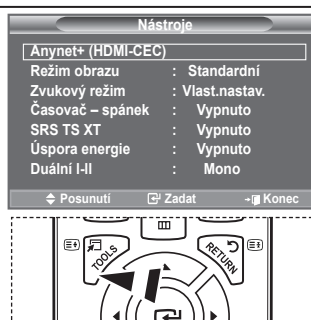 Nástroje
Anynet+ (HDMI-CEC)
Režim obrazu : Standardní
Zvukový režim : Vlast.nastav.
Časovač – spánek : Vypnuto
SRS TS XT : Vypnuto
Úspora energie : Vypnuto
Duální I-II : Mono
Posunutí Zadat Konec
TOOLS RETURN